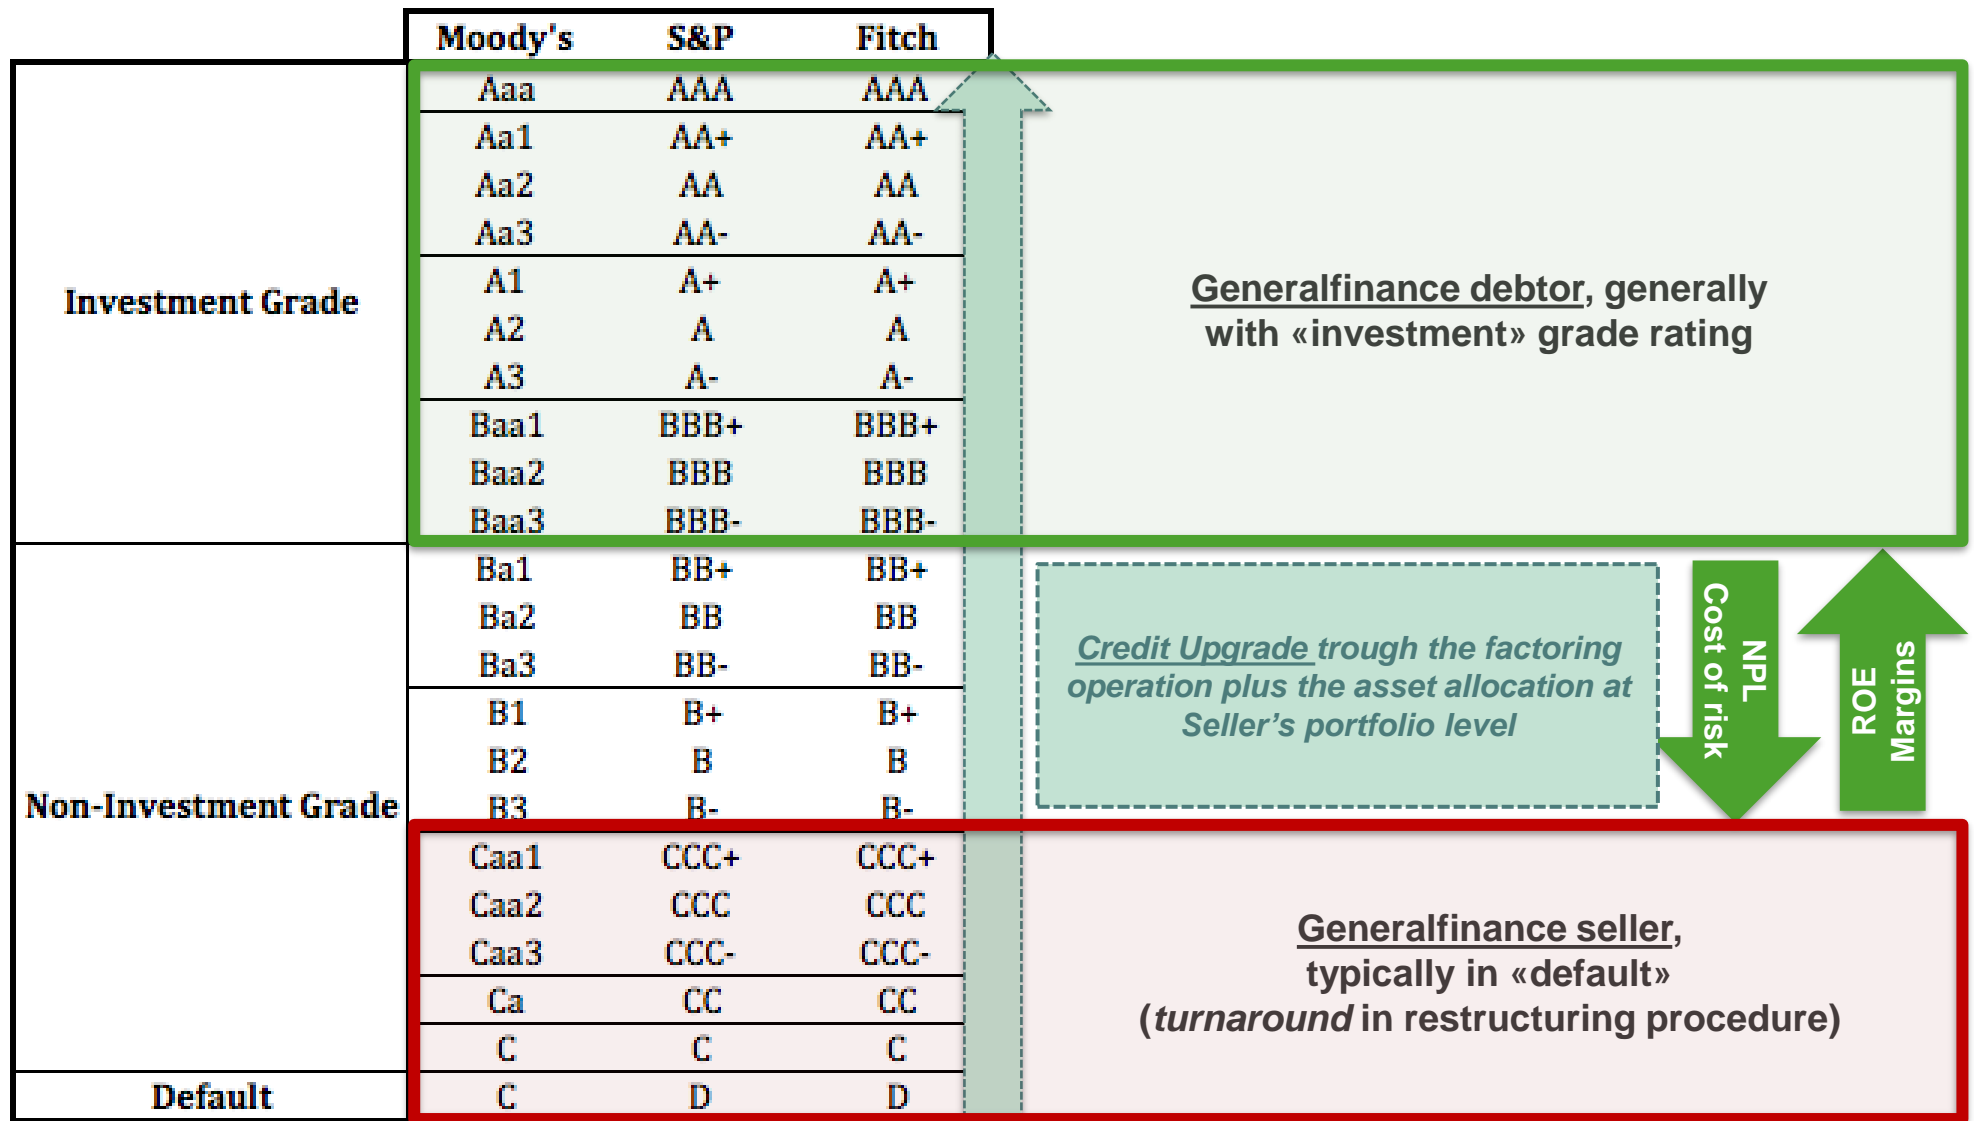 Moody's S&P Fitch
Aaa AAA AAA
Aa1 AA+ AA+
Aa2 AA AA
Aa3 AA- AA-
A1 A+ A+
Investment Grade
A2 A A
A3 A- A-
Baa1 BBB+ BBB+
Baa2 BBB BBB
Baa3 BBB- BBB-
Generalfinance debtor, generally
with «investment» grade rating
Ba1 BB+ BB+
Ba2 BB BB
Ba3 BB- BB-
B1 B+ B+
B2 B B
Non-Investment Grade
B3 B- B-
Credit Upgrade trough the factoring
operation plus the asset allocation at
Seller's portfolio level
NPL
Cost of risk
ROE
Margins
Caa1 CCC+ CCC+
Caa2 CCC CCC
Caa3 CCC- CCC-
Ca CC CC
C C C
Default
C D D
Generalfinance seller,
typically in «default»
(turnaround in restructuring procedure)